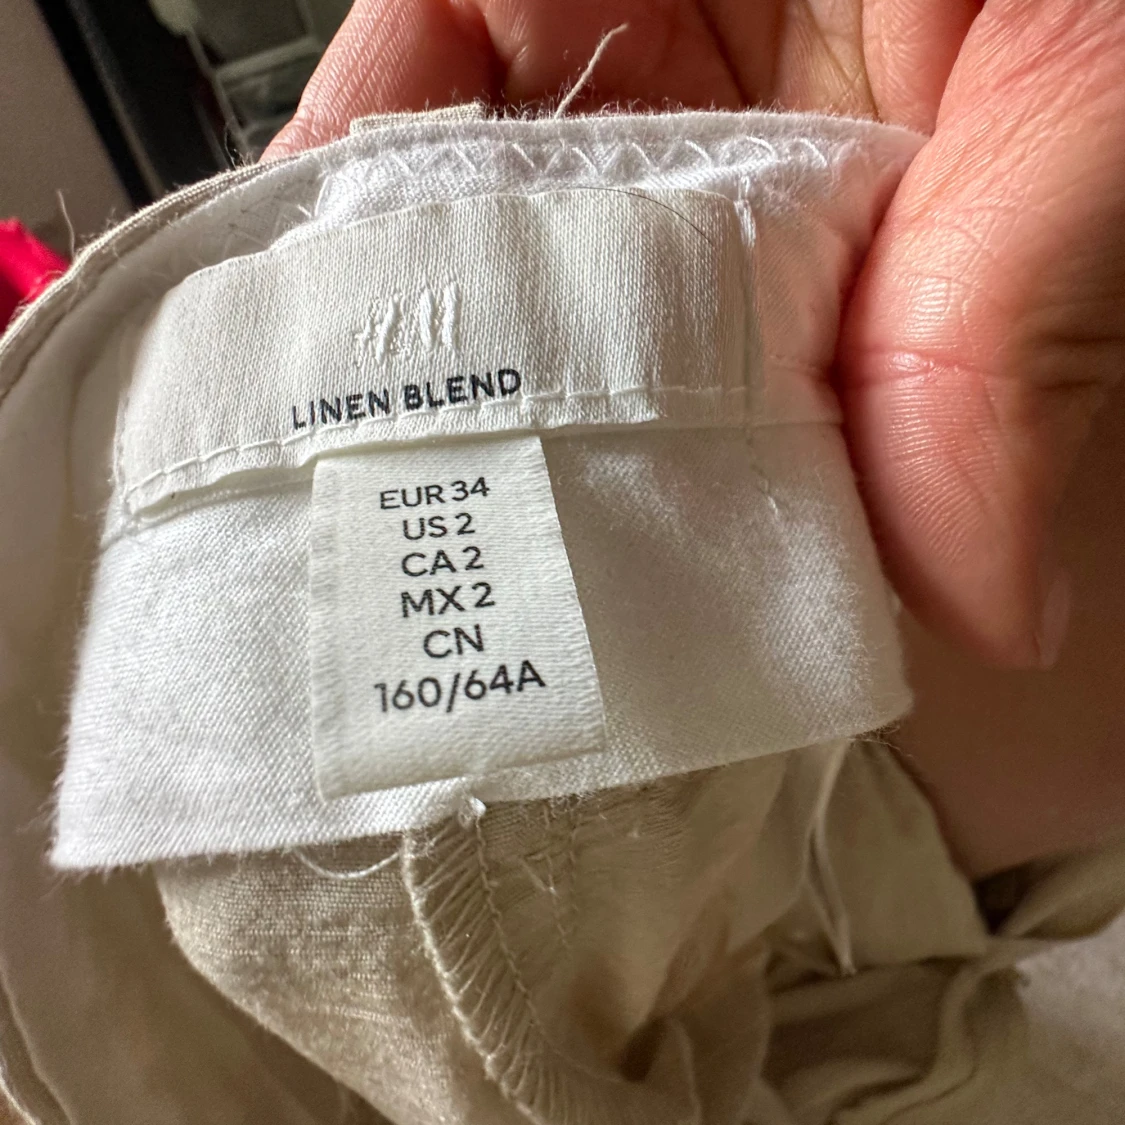 H&M
LINEN BLEND
EUR 34
US 2
CA 2
MX 2
CN
160/64A